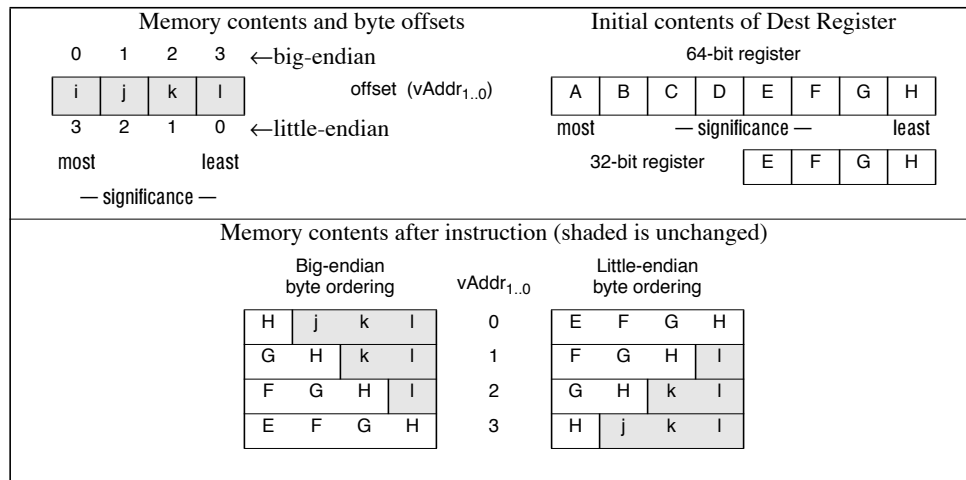 Memory contents and byte offsets
Initial contents of Dest Register
0 1 2 3 ←big-endian
64-bit register
i j k l
offset (vAddr1..0)
A B C D E F G H
3 2 1 0 ←little-endian
most — significance — least
most least
32-bit register
E F G H
— significance —
Memory contents after instruction (shaded is unchanged)
Big-endian
byte ordering
vAddr1..0
Little-endian
byte ordering
H j k l 0 E F G H
G H k l 1 F G H l
F G H l 2 G H k l
E F G H 3 H j k l